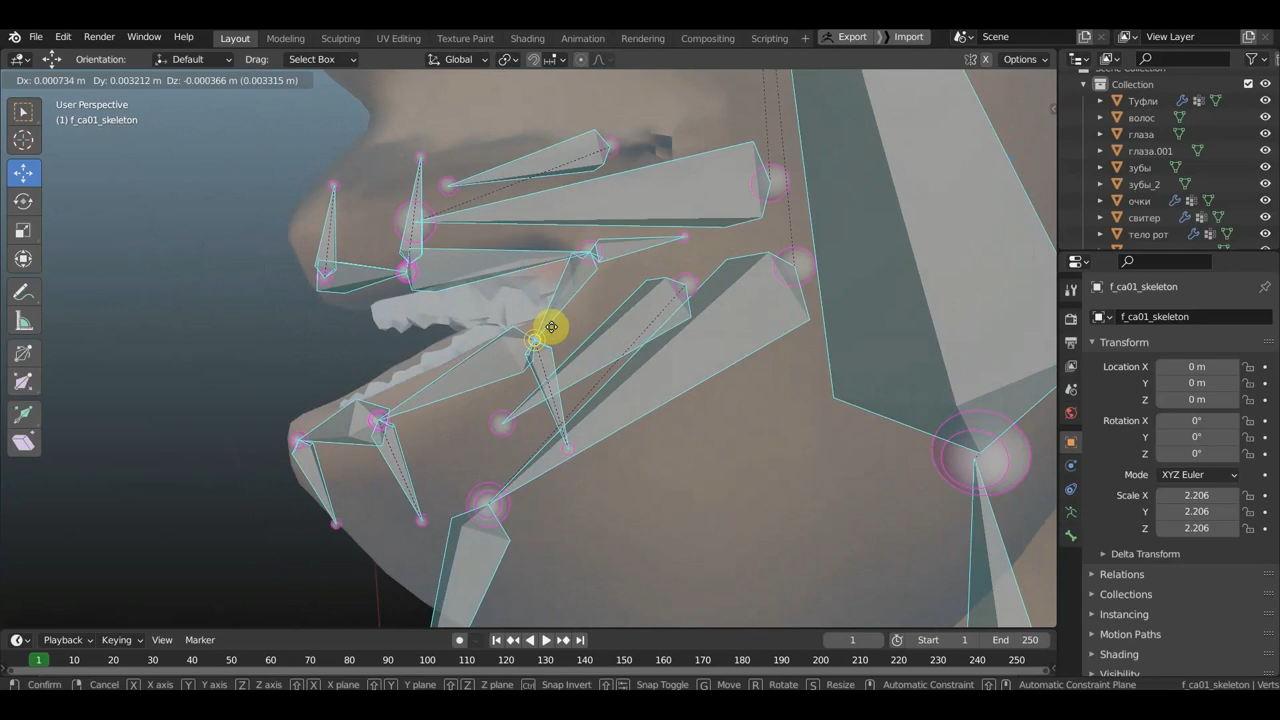 File Edit Render Window Help Layout Modeling Sculpting UV Editing Texture Paint Shading Animation Rendering Compositing Scripting + Export Import Scene View Layer
Orientation: Default Drag: Select Box Global X Options
Dx: 0.000734 m Dy: 0.003212 m Dz: -0.000366 m (0.003315 m)
User Perspective
(1) f_ca01_skeleton
Collection
Туфли
волос
глаза
глаза.001
зубы
зубы_2
очки
свитер
тело рот
f_ca01_skeleton
f_ca01_skeleton
Transform
Location X 0 m
Y 0 m
Z 0 m
Rotation X 0°
Y 0°
Z 0°
Mode XYZ Euler
Scale X 2.206
Y 2.206
Z 2.206
Delta Transform
Relations
Collections
Instancing
Motion Paths
Shading
Playback Keying View Marker 1 Start 1 End 250
1 10 20 30 40 50 60 70 80 90 100 110 120 130 140 150 160 170 180 190 200 210 220 230 240 250
Confirm Cancel X X axis Y Y axis Z Z axis X X plane Y Y plane Z Z plane Ctrl Snap Invert Snap Toggle G Move R Rotate S Resize Automatic Constraint Automatic Constraint Plane f_ca01_skeleton | Verts